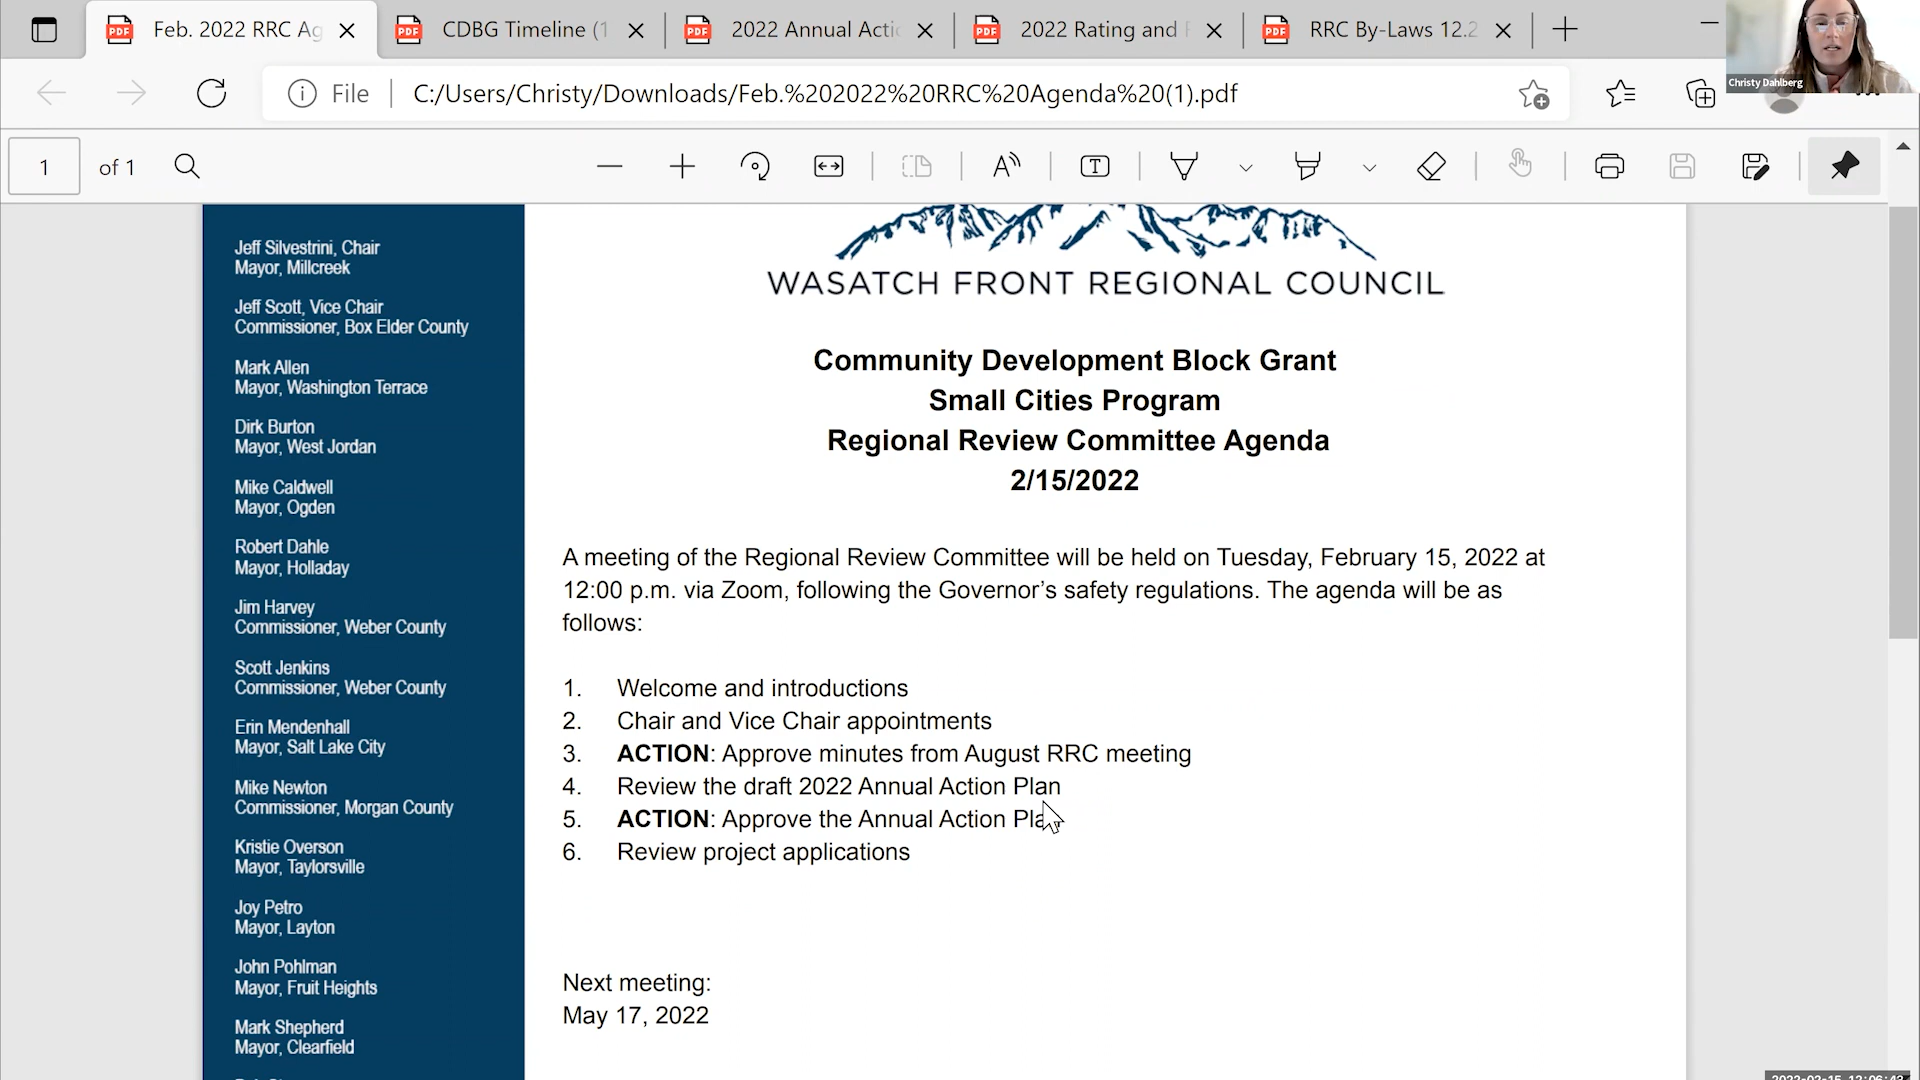 Feb. 2022 RRC Ag
CDBG Timeline (1
2022 Annual Acti
2022 Rating and
RRC By-Laws 12.2
File
C:/Users/Christy/Downloads/Feb.%202022%20RRC%20Agenda%20(1).pdf
Christy Dahlberg
1 of 1
Jeff Silvestrini, Chair
Mayor, Millcreek
Jeff Scott, Vice Chair
Commissioner, Box Elder County
Mark Allen
Mayor, Washington Terrace
Dirk Burton
Mayor, West Jordan
Mike Caldwell
Mayor, Ogden
Robert Dahle
Mayor, Holladay
Jim Harvey
Commissioner, Weber County
Scott Jenkins
Commissioner, Weber County
Erin Mendenhall
Mayor, Salt Lake City
Mike Newton
Commissioner, Morgan County
Kristie Overson
Mayor, Taylorsville
Joy Petro
Mayor, Layton
John Pohlman
Mayor, Fruit Heights
Mark Shepherd
Mayor, Clearfield
WASATCH FRONT REGIONAL COUNCIL
Community Development Block Grant
Small Cities Program
Regional Review Committee Agenda
2/15/2022
A meeting of the Regional Review Committee will be held on Tuesday, February 15, 2022 at
12:00 p.m. via Zoom, following the Governor's safety regulations. The agenda will be as
follows:
1. Welcome and introductions
2. Chair and Vice Chair appointments
3. ACTION: Approve minutes from August RRC meeting
4. Review the draft 2022 Annual Action Plan
5. ACTION: Approve the Annual Action Plan
6. Review project applications
Next meeting:
May 17, 2022